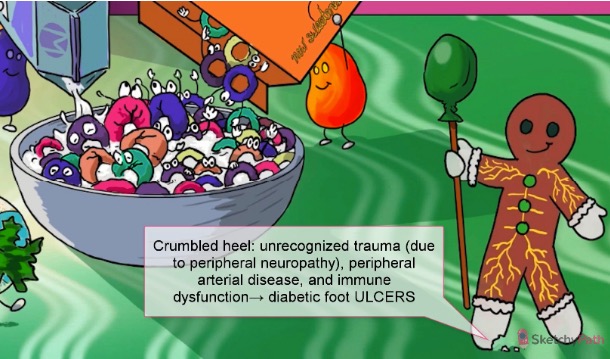 Crumbled heel: unrecognized trauma (due
to peripheral neuropathy), peripheral
arterial disease, and immune
dysfunction→ diabetic foot ULCERS
SketchyPath